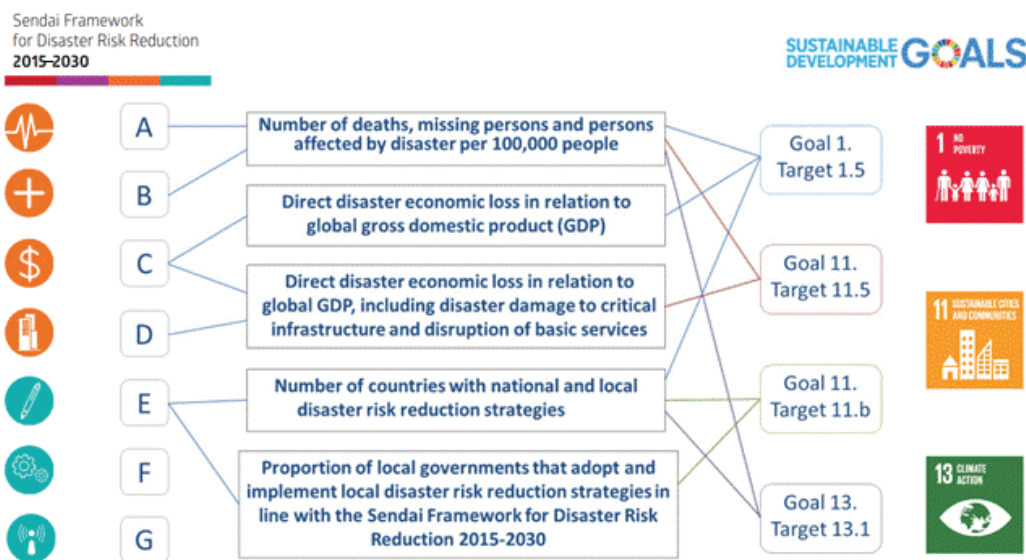 Sendai Framework
for Disaster Risk Reduction
2015-2030
SUSTAINABLE
DEVELOPMENT
GOALS
A
B
C
D
E
F
G
Number of deaths, missing persons and persons
affected by disaster per 100,000 people
Direct disaster economic loss in relation to
global gross domestic product (GDP)
Direct disaster economic loss in relation to
global GDP, including disaster damage to critical
infrastructure and disruption of basic services
Number of countries with national and local
disaster risk reduction strategies
Proportion of local governments that adopt and
implement local disaster risk reduction strategies in
line with the Sendai Framework for Disaster Risk
Reduction 2015-2030
Goal 1.
Target 1.5
Goal 11.
Target 11.5
Goal 11.
Target 11.b
Goal 13.
Target 13.1
1 NO
POVERTY
11 SUSTAINABLE CITIES
AND COMMUNITIES
13 CLIMATE
ACTION